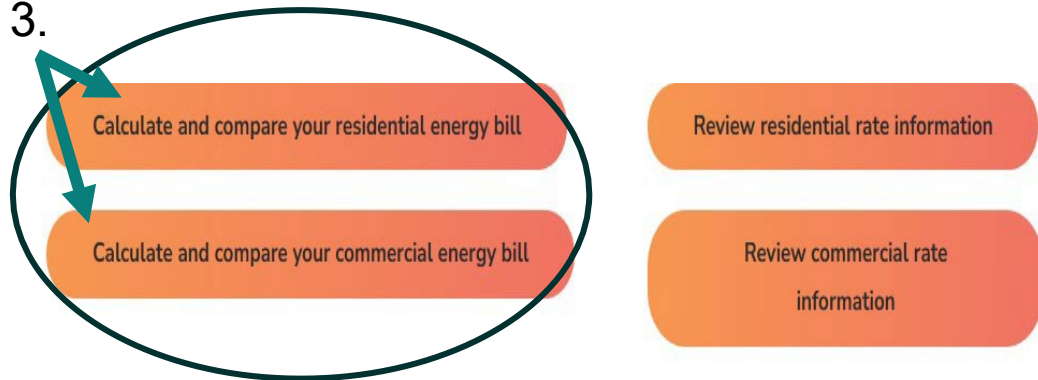 3.
Calculate and compare your residential energy bill
Review residential rate information
Calculate and compare your commercial energy bill
Review commercial rate
information